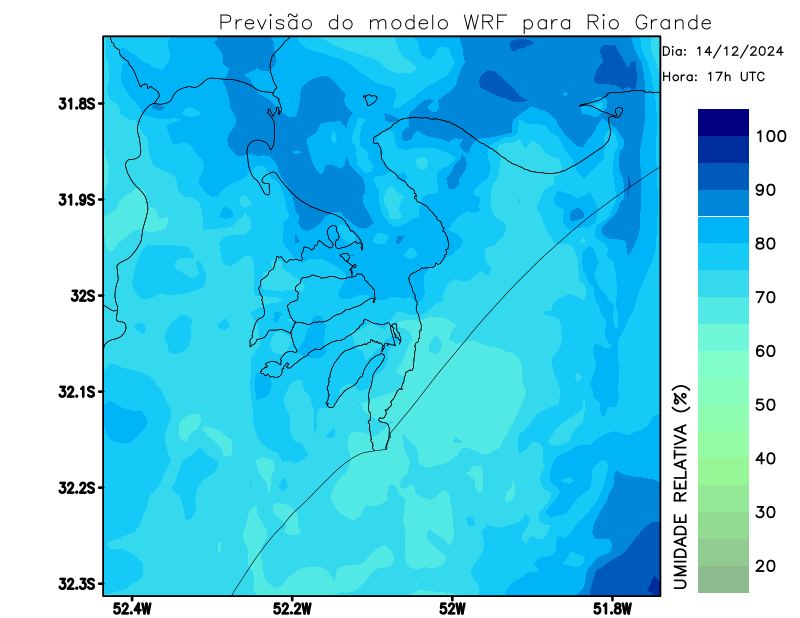 Previsão do modelo WRF para Rio Grande
Dia: 14/12/2024
Hora: 17h UTC
31.8S
31.9S
32S
32.1S
32.2S
32.3S
52.4W
52.2W
52W
51.8W
100
90
80
70
60
50
40
30
20
UMIDADE RELATIVA (%)